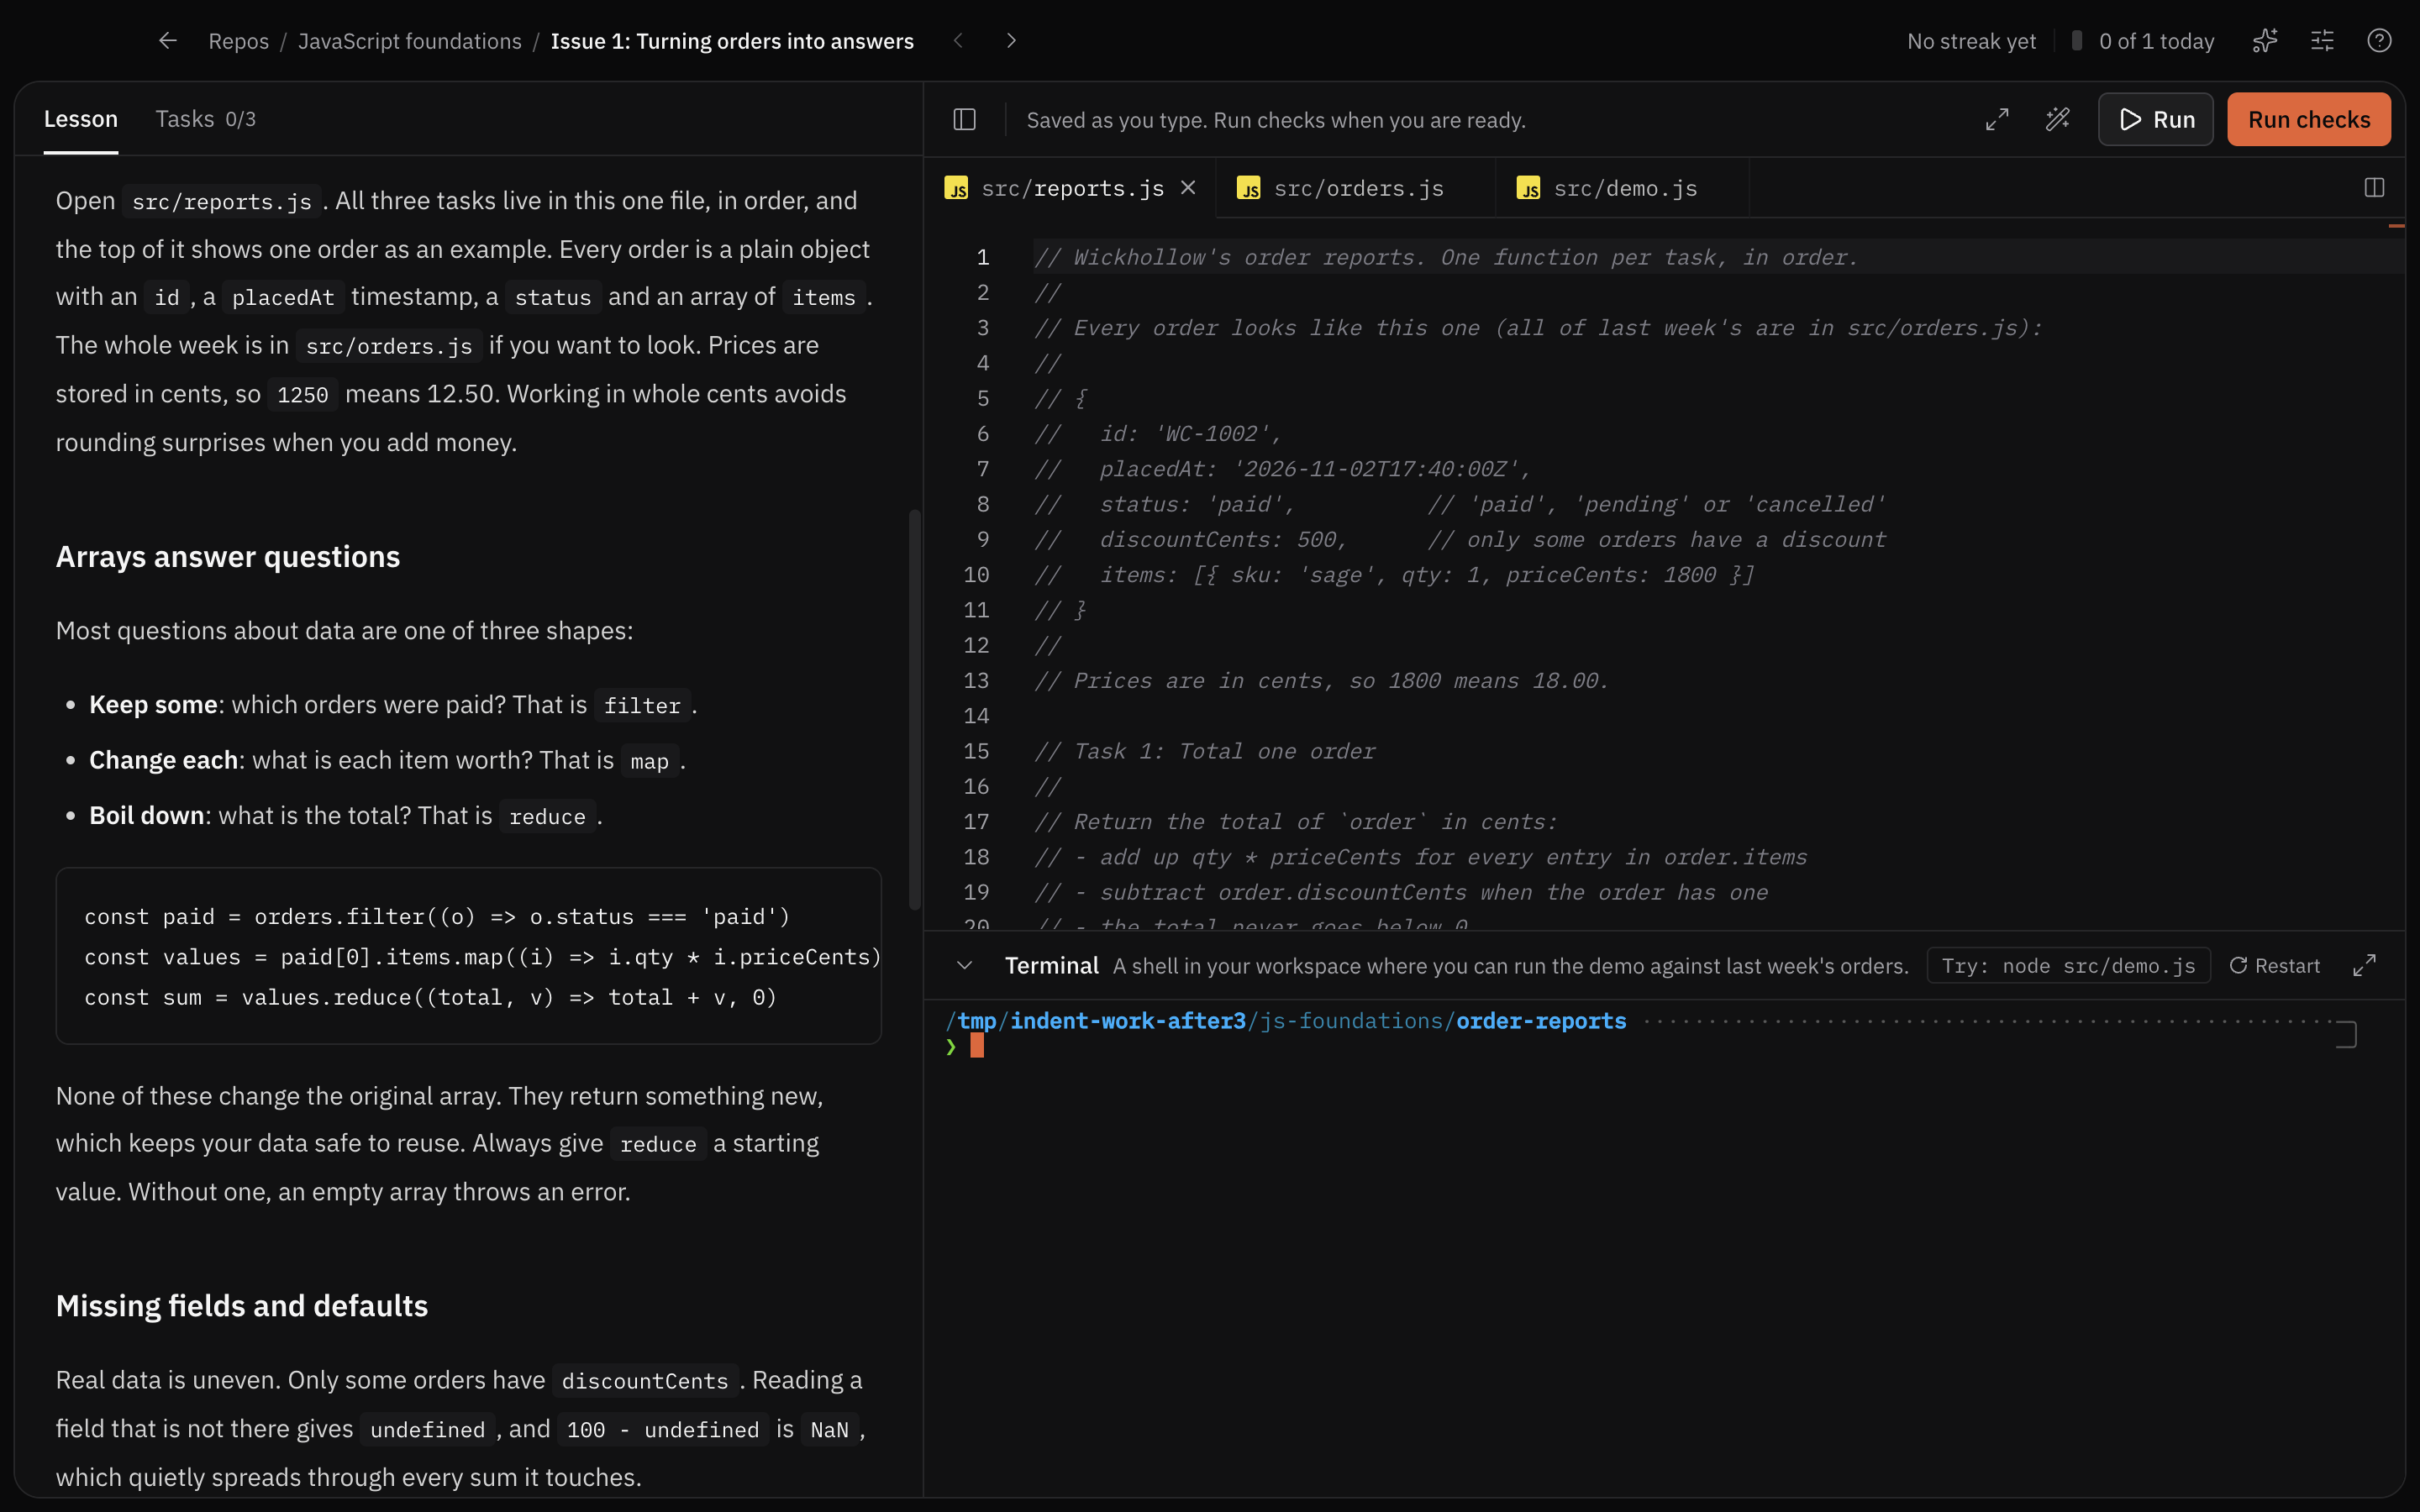 Repos / JavaScript foundations / Issue 1: Turning orders into answers
No streak yet
0 of 1 today
Lesson
Tasks 0/3
Open src/reports.js. All three tasks live in this one file, in order, and
the top of it shows one order as an example. Every order is a plain object
with an id, a placedAt timestamp, a status and an array of items.
The whole week is in src/orders.js if you want to look. Prices are
stored in cents, so 1250 means 12.50. Working in whole cents avoids
rounding surprises when you add money.
Arrays answer questions
Most questions about data are one of three shapes:
• Keep some: which orders were paid? That is filter.
• Change each: what is each item worth? That is map.
• Boil down: what is the total? That is reduce.
const paid = orders.filter((o) => o.status === 'paid')
const values = paid[0].items.map((i) => i.qty * i.priceCents)
const sum = values.reduce((total, v) => total + v, 0)
None of these change the original array. They return something new,
which keeps your data safe to reuse. Always give reduce a starting
value. Without one, an empty array throws an error.
Missing fields and defaults
Real data is uneven. Only some orders have discountCents. Reading a
field that is not there gives undefined, and 100 - undefined is NaN,
which quietly spreads through every sum it touches.
Saved as you type. Run checks when you are ready.
Run
Run checks
JS src/reports.js
JS src/orders.js
JS src/demo.js
1 // Wickhollow's order reports. One function per task, in order.
2 //
3 // Every order looks like this one (all of last week's are in src/orders.js):
4 //
5 // {
6 //   id: 'WC-1002',
7 //   placedAt: '2026-11-02T17:40:00Z',
8 //   status: 'paid',          // 'paid', 'pending' or 'cancelled'
9 //   discountCents: 500,      // only some orders have a discount
10 //   items: [{ sku: 'sage', qty: 1, priceCents: 1800 }]
11 // }
12 //
13 // Prices are in cents, so 1800 means 18.00.
14
15 // Task 1: Total one order
16 //
17 // Return the total of `order` in cents:
18 // - add up qty * priceCents for every entry in order.items
19 // - subtract order.discountCents when the order has one
20 // - the total never goes below 0
Terminal A shell in your workspace where you can run the demo against last week's orders.
Try: node src/demo.js
Restart
/tmp/indent-work-after3/js-foundations/order-reports
❯